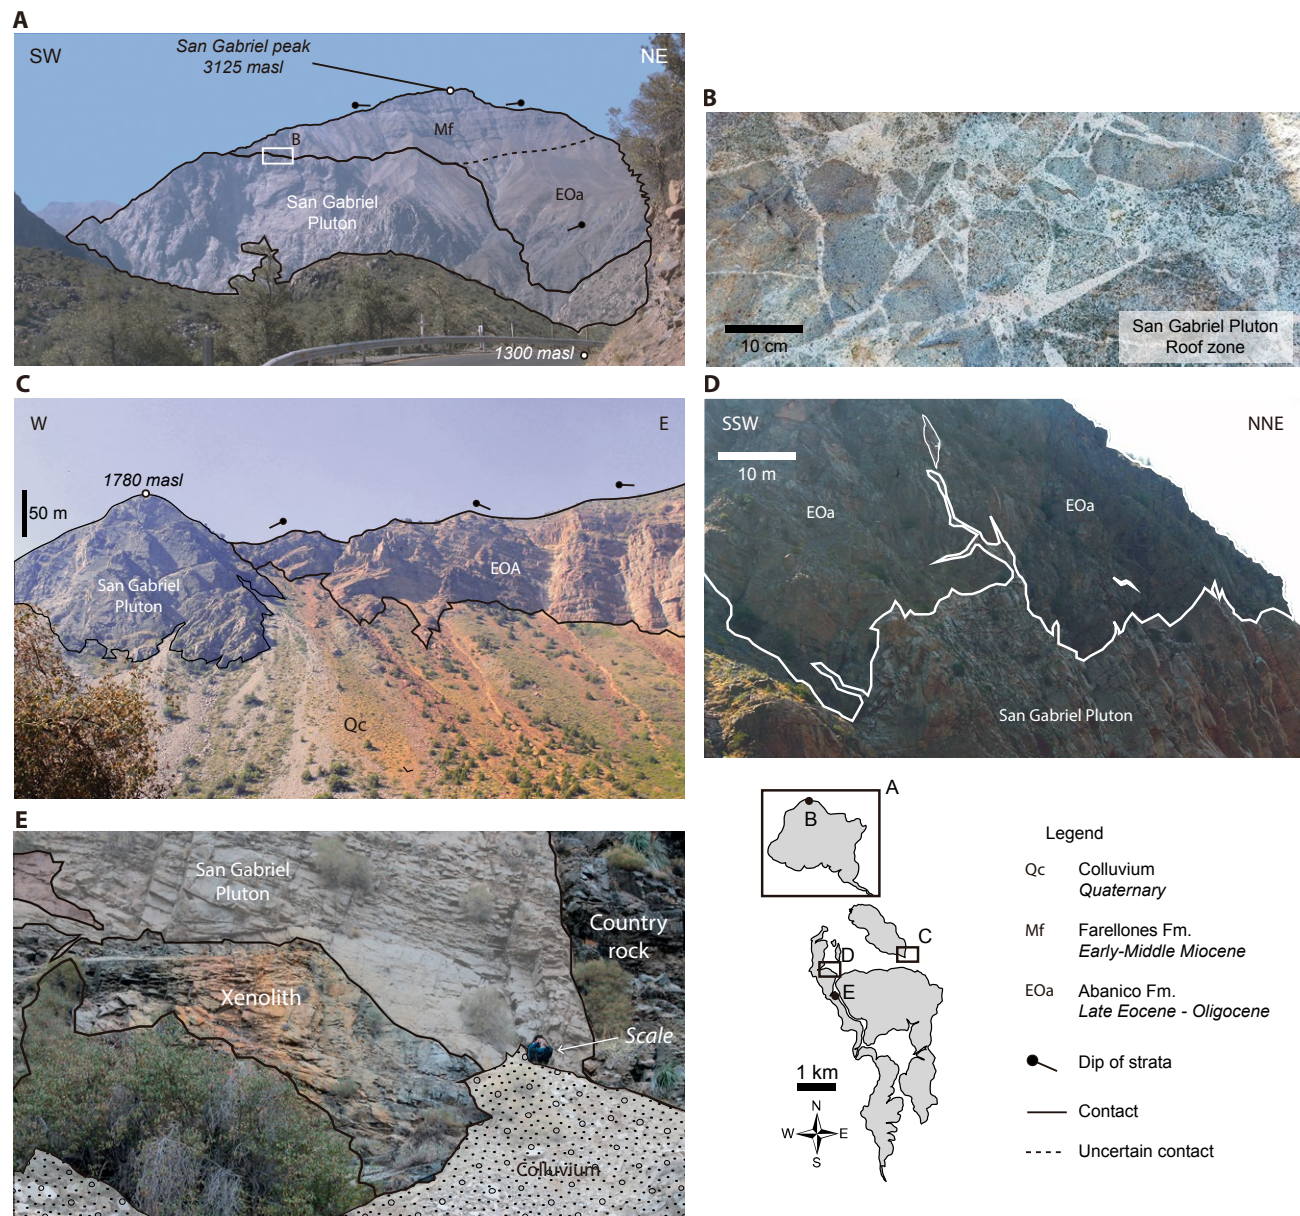 A
SW
San Gabriel peak
3125 masl
NE
B
Mf
San Gabriel
Pluton
EOa
1300 masl
B
10 cm
San Gabriel Pluton
Roof zone
C
W
E
1780 masl
50 m
San Gabriel
Pluton
EOA
Qc
D
SSW
NNE
10 m
EOa
EOa
San Gabriel Pluton
E
San Gabriel
Pluton
Country
rock
Xenolith
Scale
Colluvium
A
B
C
D
E
1 km
N
W
E
S
Legend
Qc
Colluvium
Quaternary
Mf
Farellones Fm.
Early-Middle Miocene
EOa
Abanico Fm.
Late Eocene - Oligocene
Dip of strata
Contact
Uncertain contact